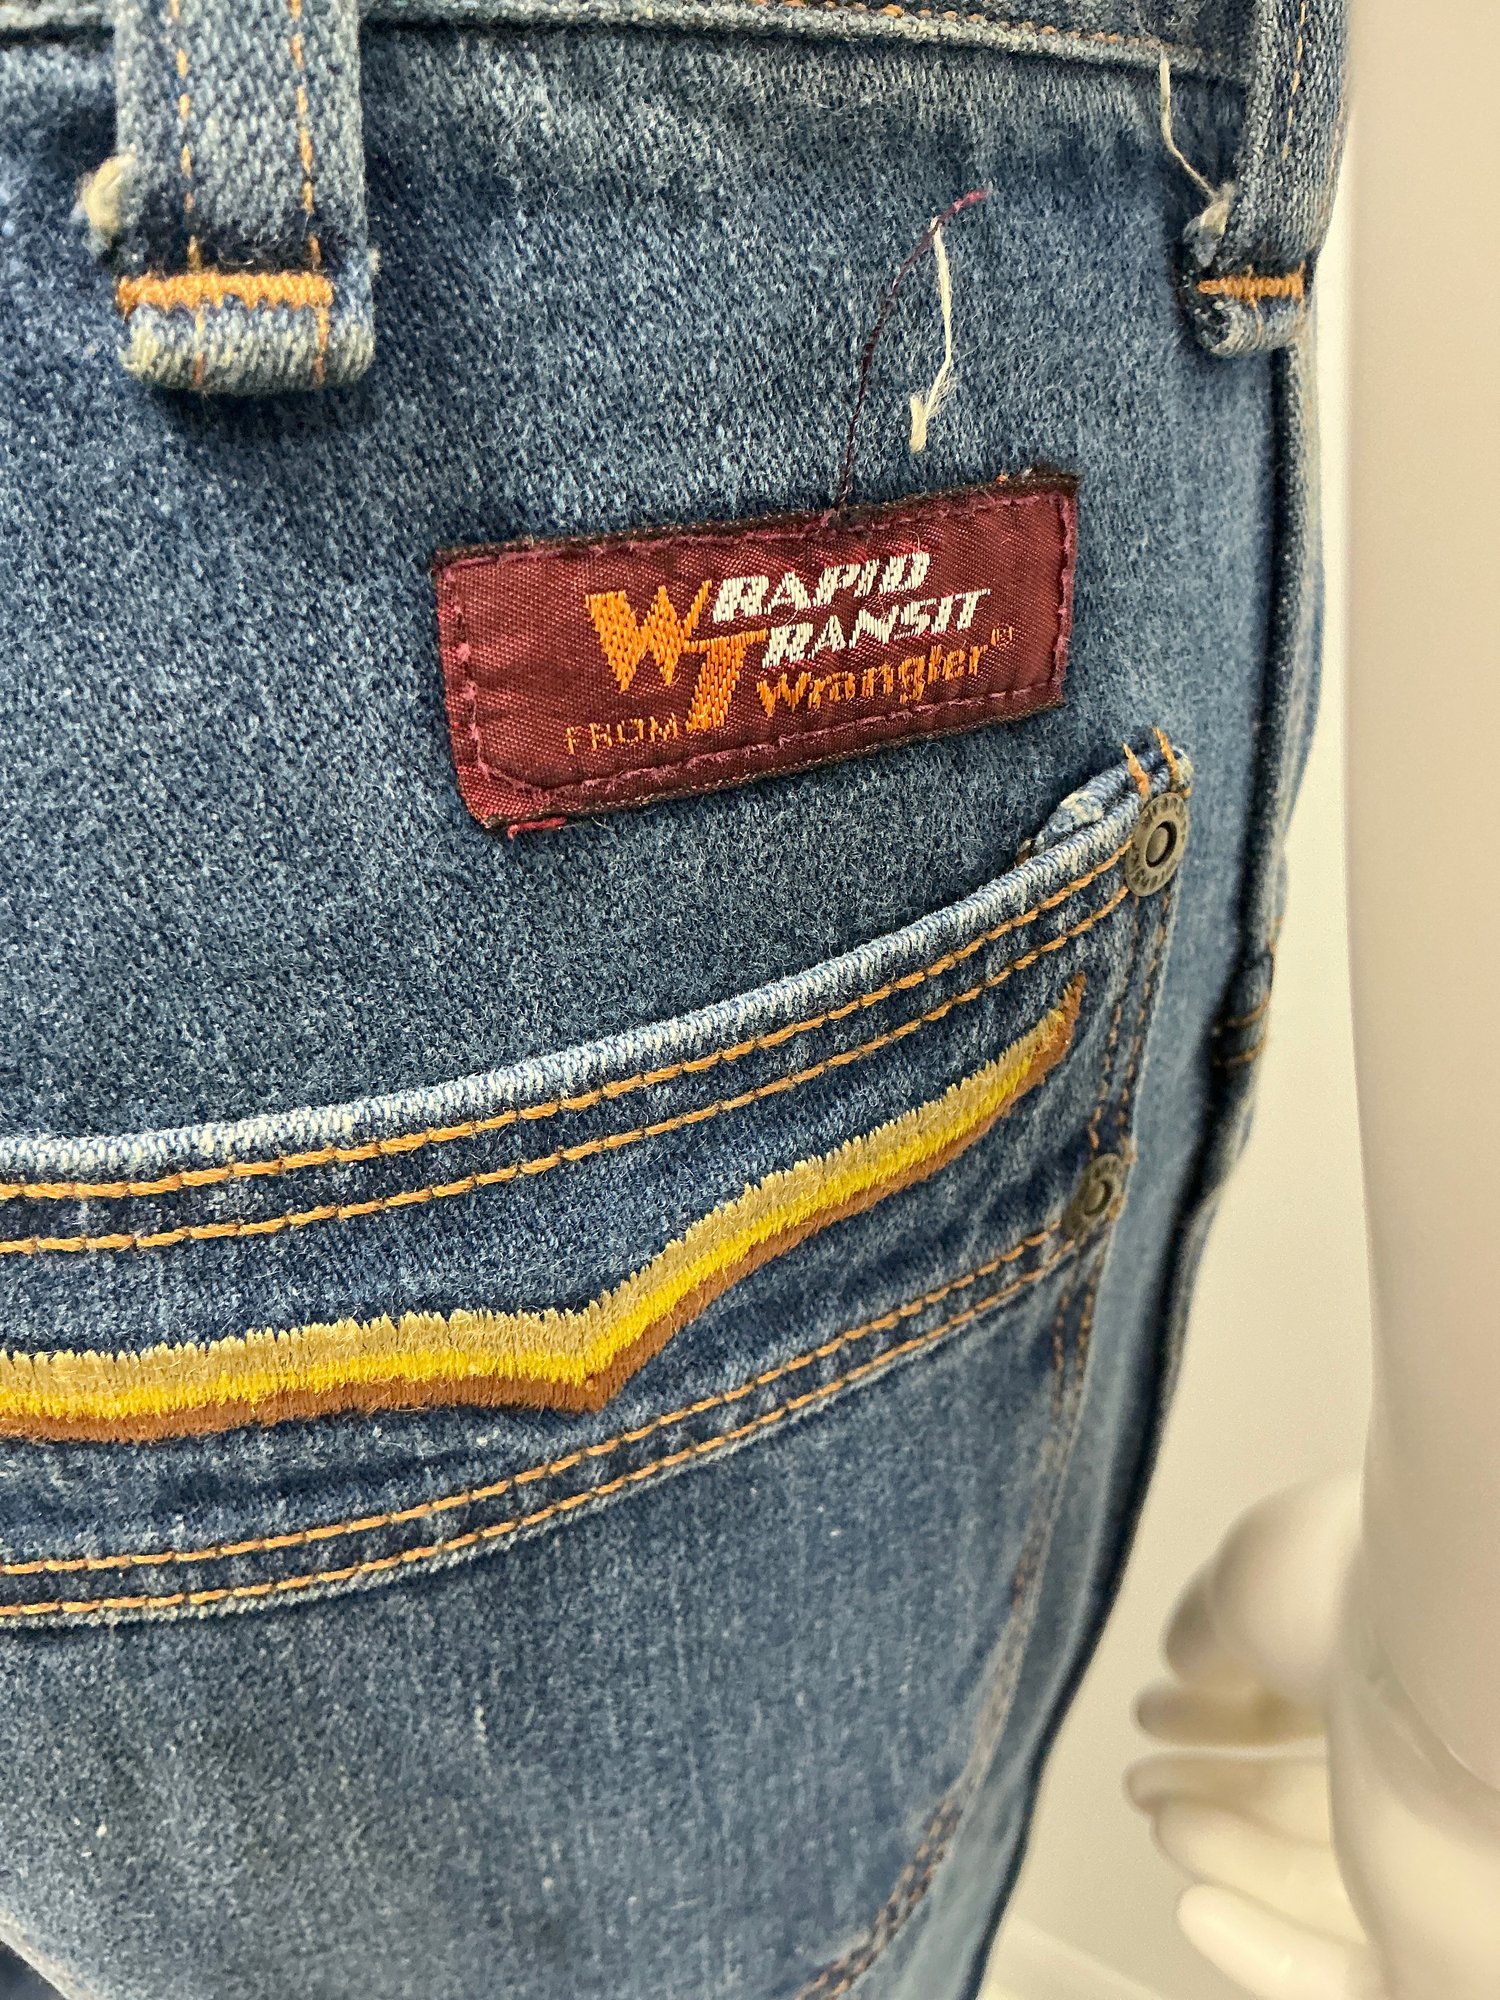 W RAPID
T TRANSIT
FROM Wrangler®